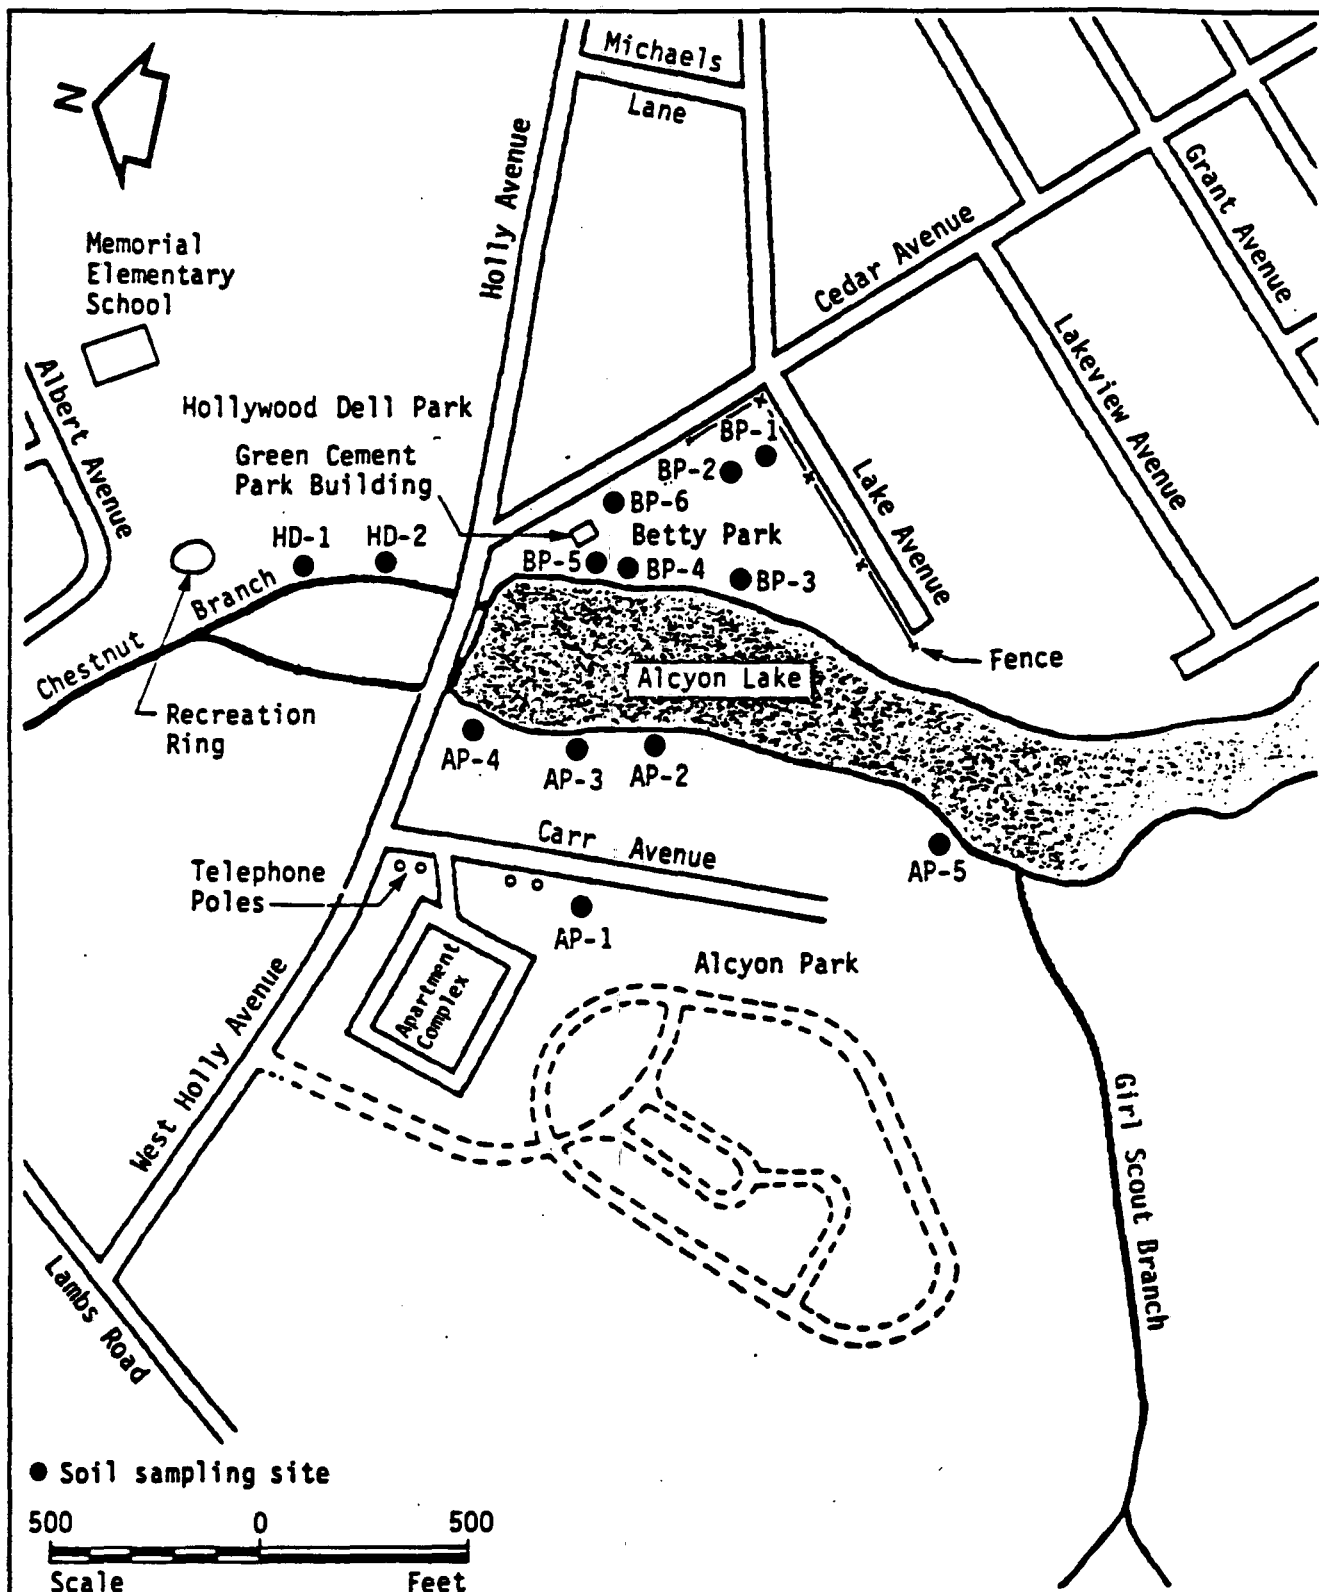 Michaels
Lane
N
Holly Avenue
Grant Avenue
Cedar Avenue
Memorial
Elementary
School
Lakeview Avenue
Albert Avenue
Hollywood Dell Park
Green Cement
Park Building
BP-1
BP-2
Lake Avenue
BP-6
HD-1
HD-2
Betty Park
BP-5
BP-4
BP-3
Chestnut Branch
Fence
Alcyon Lake
Recreation
Ring
AP-4
AP-3
AP-2
Carr Avenue
Telephone
Poles
AP-5
AP-1
Alcyon Park
Apartment
Complex
West Holly Avenue
Girl Scout Branch
Lambs Road
Soil sampling site
500 0 500
Scale Feet